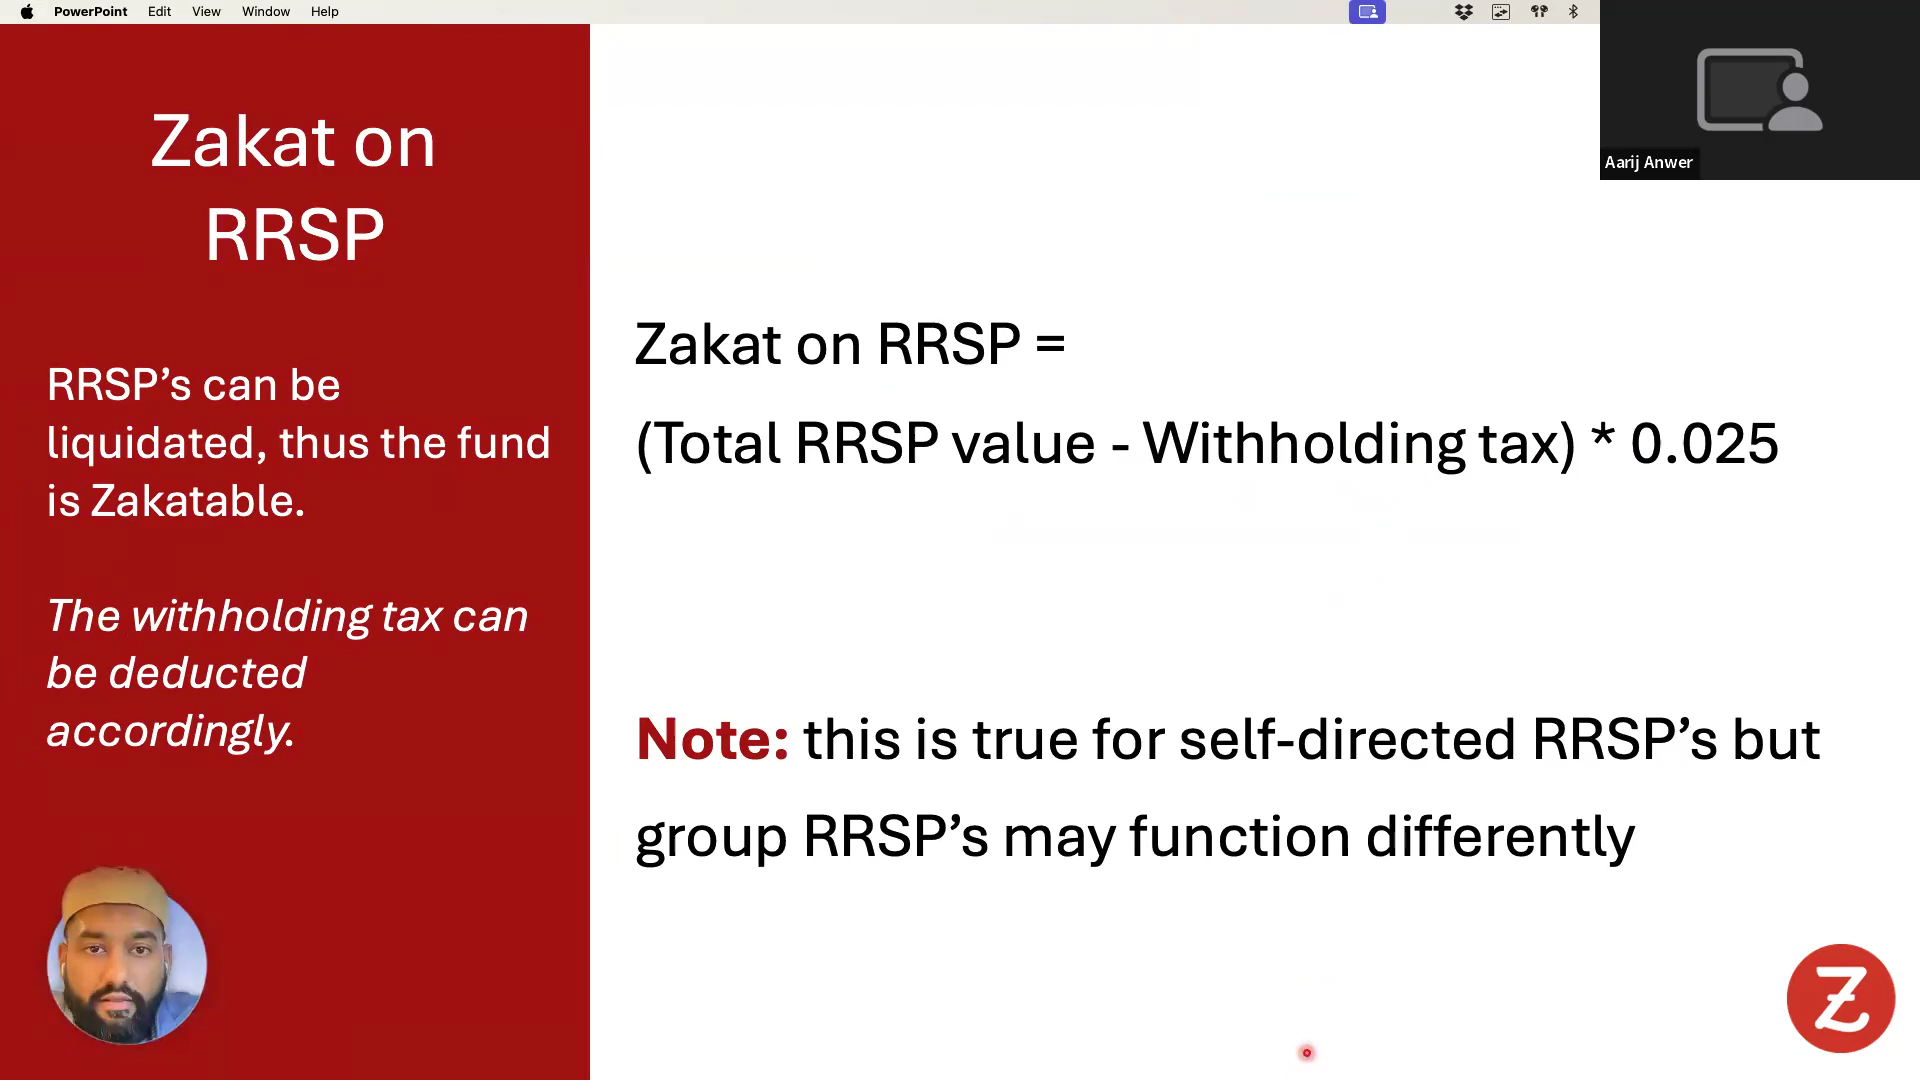 PowerPoint Edit View Window Help
Aarij Anwer
Zakat on
RRSP
RRSP’s can be
liquidated, thus the fund
is Zakatable.
The withholding tax can
be deducted
accordingly.
Zakat on RRSP =
(Total RRSP value - Withholding tax) * 0.025
Note: this is true for self-directed RRSP’s but
group RRSP’s may function differently
Z